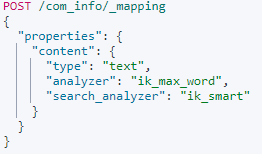 POST /com_info/_mapping
{
  "properties": {
    "content": {
      "type": "text",
      "analyzer": "ik_max_word",
      "search_analyzer": "ik_smart"
    }
  }
}